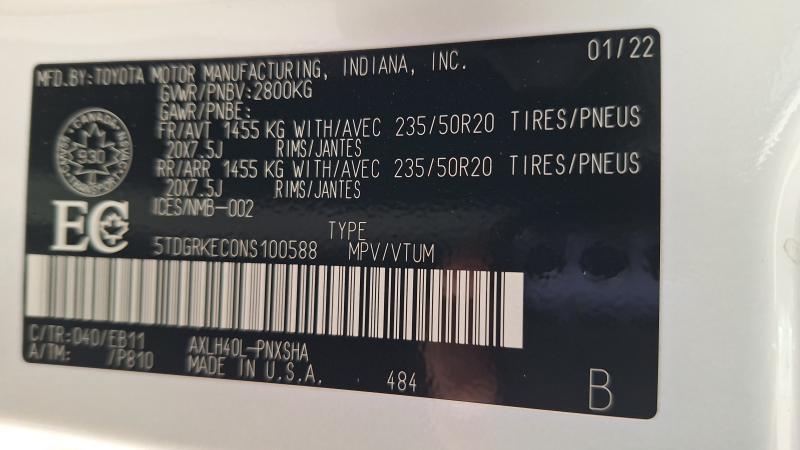 MFD.BY:TOYOTA MOTOR MANUFACTURING, INDIANA, INC. 01/22
GVWR/PNBV:2800KG
GAWR/PNBE:
FR/AVT 1455 KG WITH/AVEC 235/50R20 TIRES/PNEUS
20X7.5J RIMS/JANTES
RR/ARR 1455 KG WITH/AVEC 235/50R20 TIRES/PNEUS
20X7.5J RIMS/JANTES
ICES/NMB-002
CANADA
930
TRANSPORT
EC
TYPE
5TDGRKEC0NS100588 MPV/VTUM
C/TR:040/EB11 AXLH40L-PNXSHA
A/TM: /P810 MADE IN U.S.A. 484
B